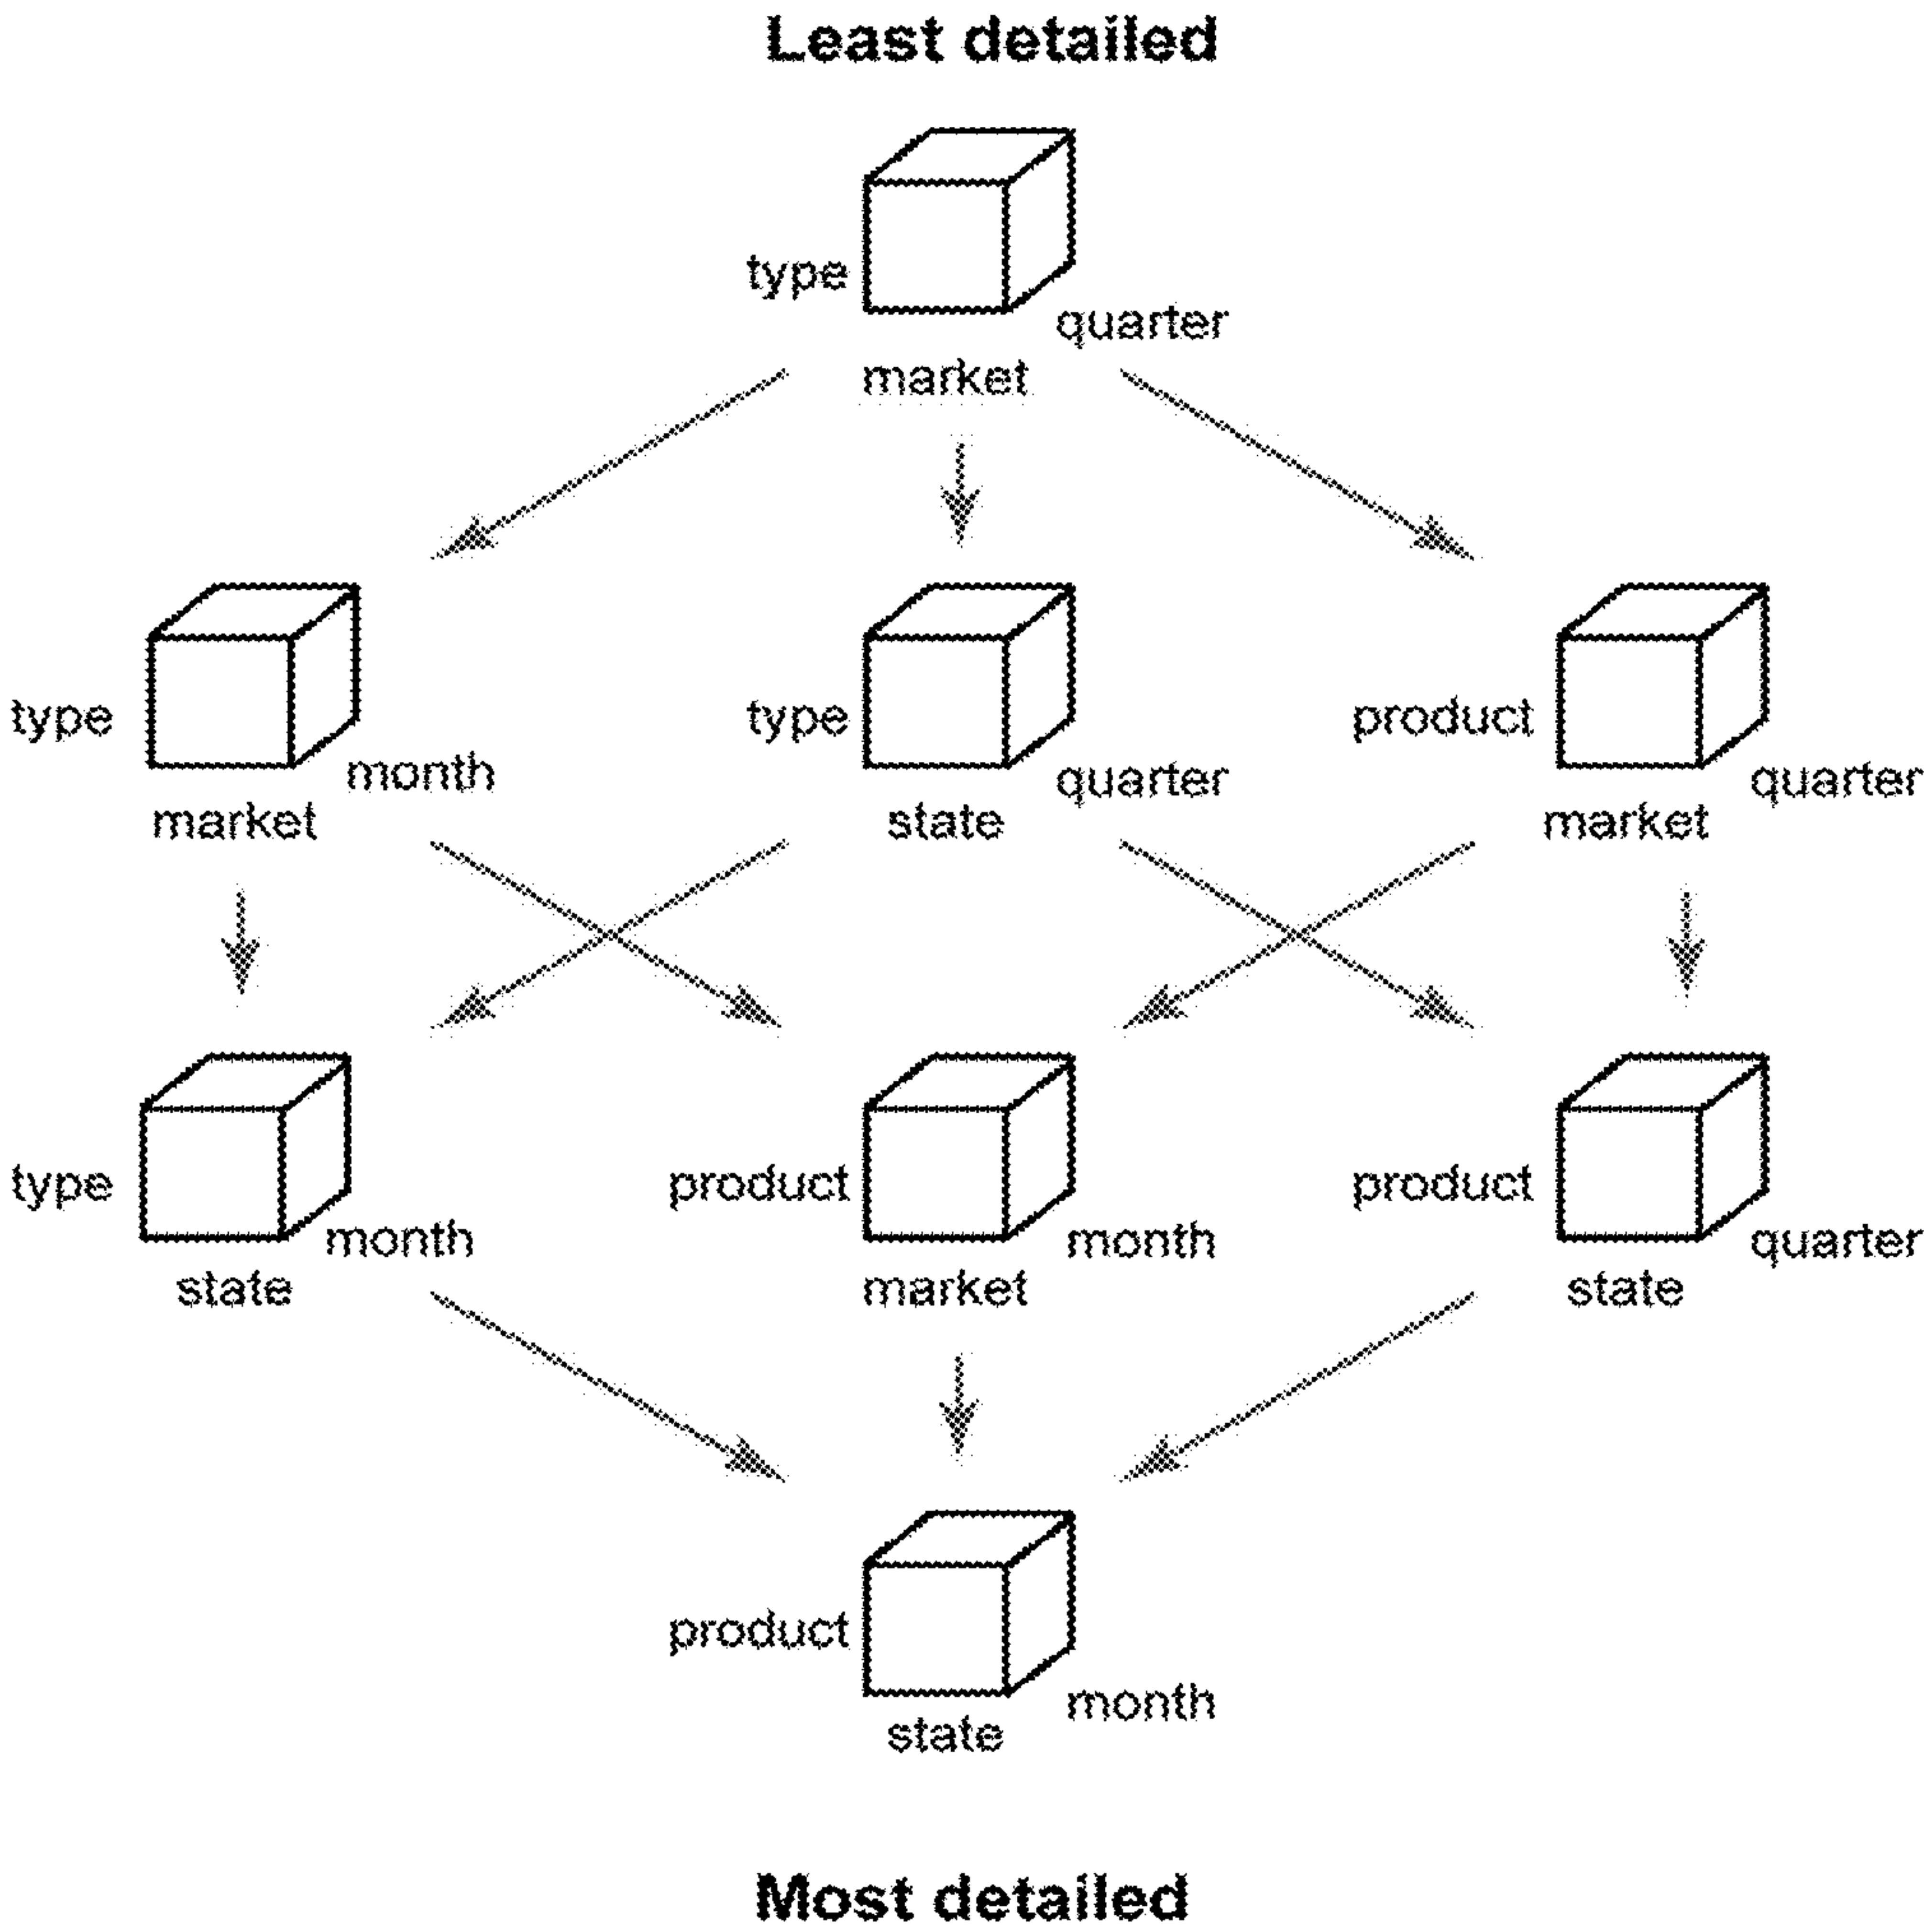 Least detailed
type
quarter
market
type
month
market
type
quarter
state
product
quarter
market
type
month
state
product
month
market
product
quarter
state
product
month
state
Most detailed